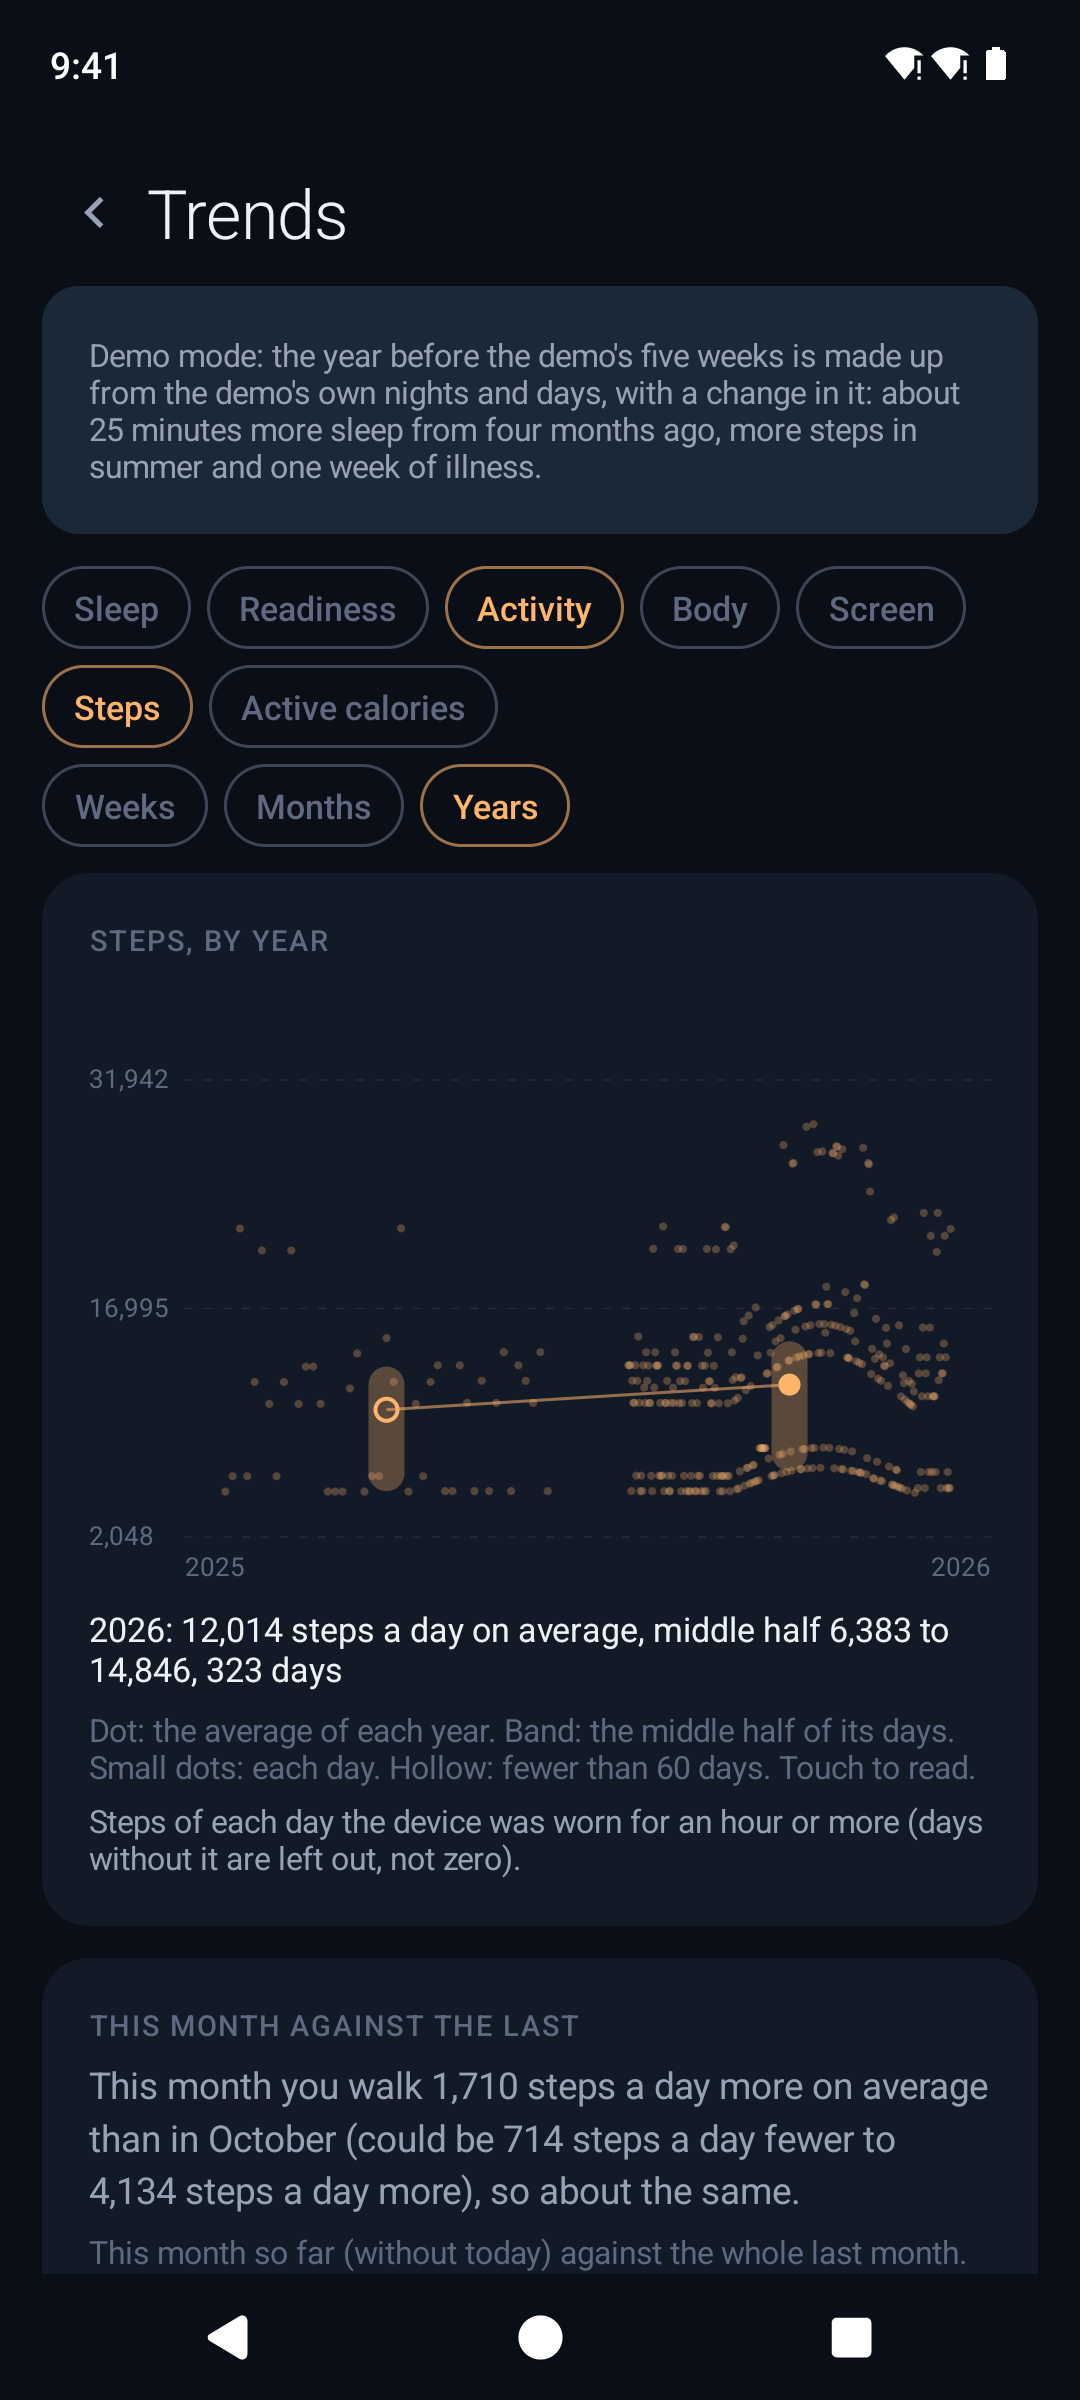 9:41
Trends
Demo mode: the year before the demo's five weeks is made up
from the demo's own nights and days, with a change in it: about
25 minutes more sleep from four months ago, more steps in
summer and one week of illness.
Sleep Readiness Activity Body Screen
Steps Active calories
Weeks Months Years
STEPS, BY YEAR
31,942
16,995
2,048
2025 2026
2026: 12,014 steps a day on average, middle half 6,383 to
14,846, 323 days
Dot: the average of each year. Band: the middle half of its days.
Small dots: each day. Hollow: fewer than 60 days. Touch to read.
Steps of each day the device was worn for an hour or more (days
without it are left out, not zero).
THIS MONTH AGAINST THE LAST
This month you walk 1,710 steps a day more on average
than in October (could be 714 steps a day fewer to
4,134 steps a day more), so about the same.
This month so far (without today) against the whole last month.